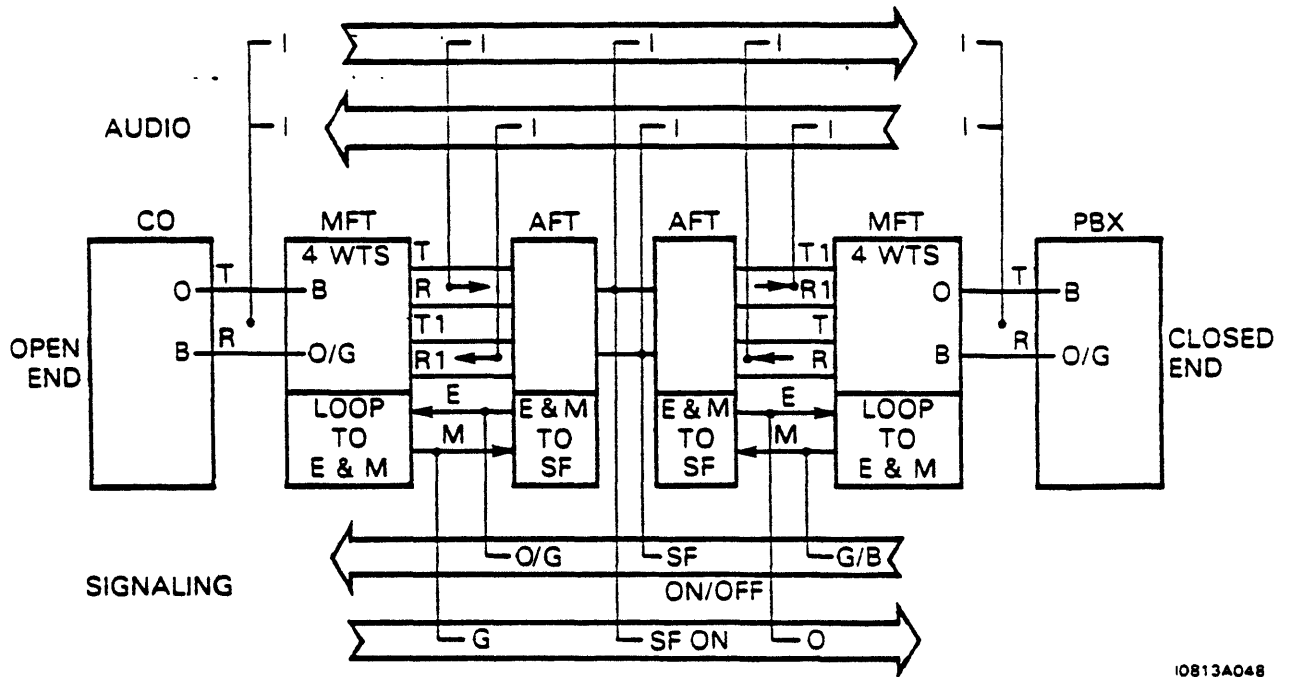 I I I I I
AUDIO I I I I I
CO MFT AFT AFT MFT PBX
4 WTS T T1 4 WTS
O T B R R1 O T B
T1 T
OPEN END B R O/G R1 R B R O/G CLOSED END
LOOP TO E & M E E & M TO SF E & M TO SF E LOOP TO E & M
M M
O/G SF G/B
SIGNALING ON/OFF
G SF ON O
I0813A048